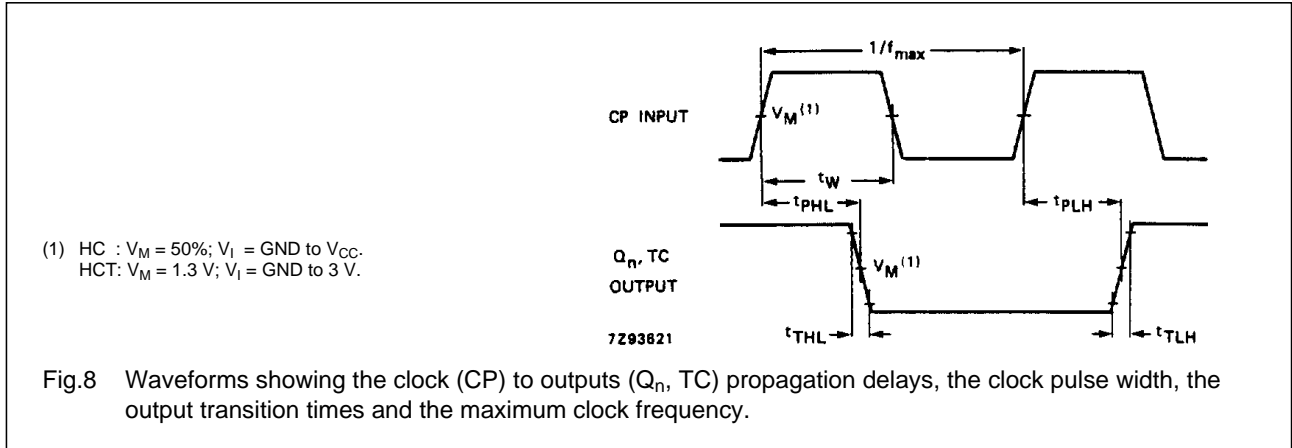 1/fmax
CP INPUT
VM(1)
tW
tPHL
tPLH
(1) HC : VM = 50%; VI = GND to VCC.
HCT: VM = 1.3 V; VI = GND to 3 V.
Qn, TC
OUTPUT
VM(1)
7Z93621
tTHL
tTLH
Fig.8 Waveforms showing the clock (CP) to outputs (Qn, TC) propagation delays, the clock pulse width, the
output transition times and the maximum clock frequency.